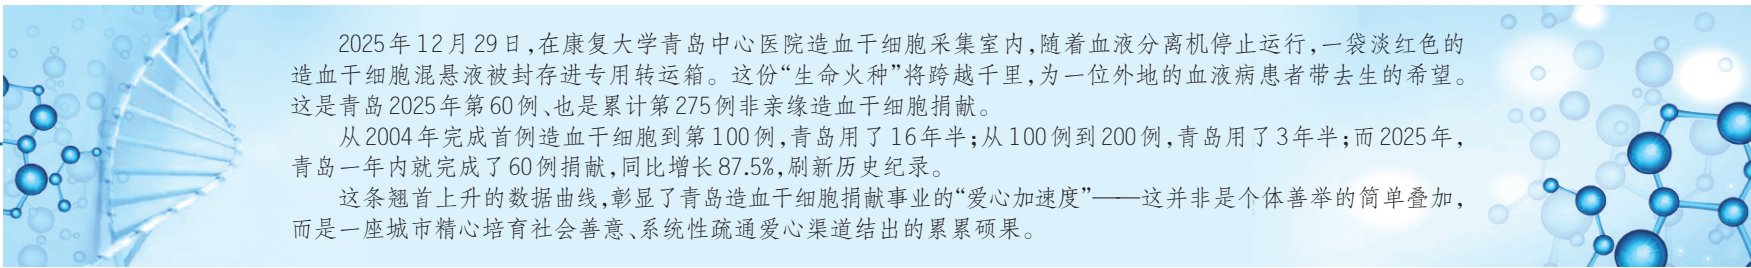 2025年12月29日,在康复大学青岛中心医院造血干细胞采集室内,随着血液分离机停止运行,一袋淡红色的
造血干细胞混悬液被封存进专用转运箱。这份“生命火种”将跨越千里,为一位外地的血液病患者带去生的希望。
这是青岛2025年第60例、也是累计第275例非亲缘造血干细胞捐献。
从2004年完成首例造血干细胞到第100例,青岛用了16年半;从100例到200例,青岛用了3年半;而2025年,
青岛一年内就完成了60例捐献,同比增长87.5%,刷新历史纪录。
这条翘首上升的数据曲线,彰显了青岛造血干细胞捐献事业的“爱心加速度”——这并非是个体善举的简单叠加,
而是一座城市精心培育社会善意、系统性疏通爱心渠道结出的累累硕果。